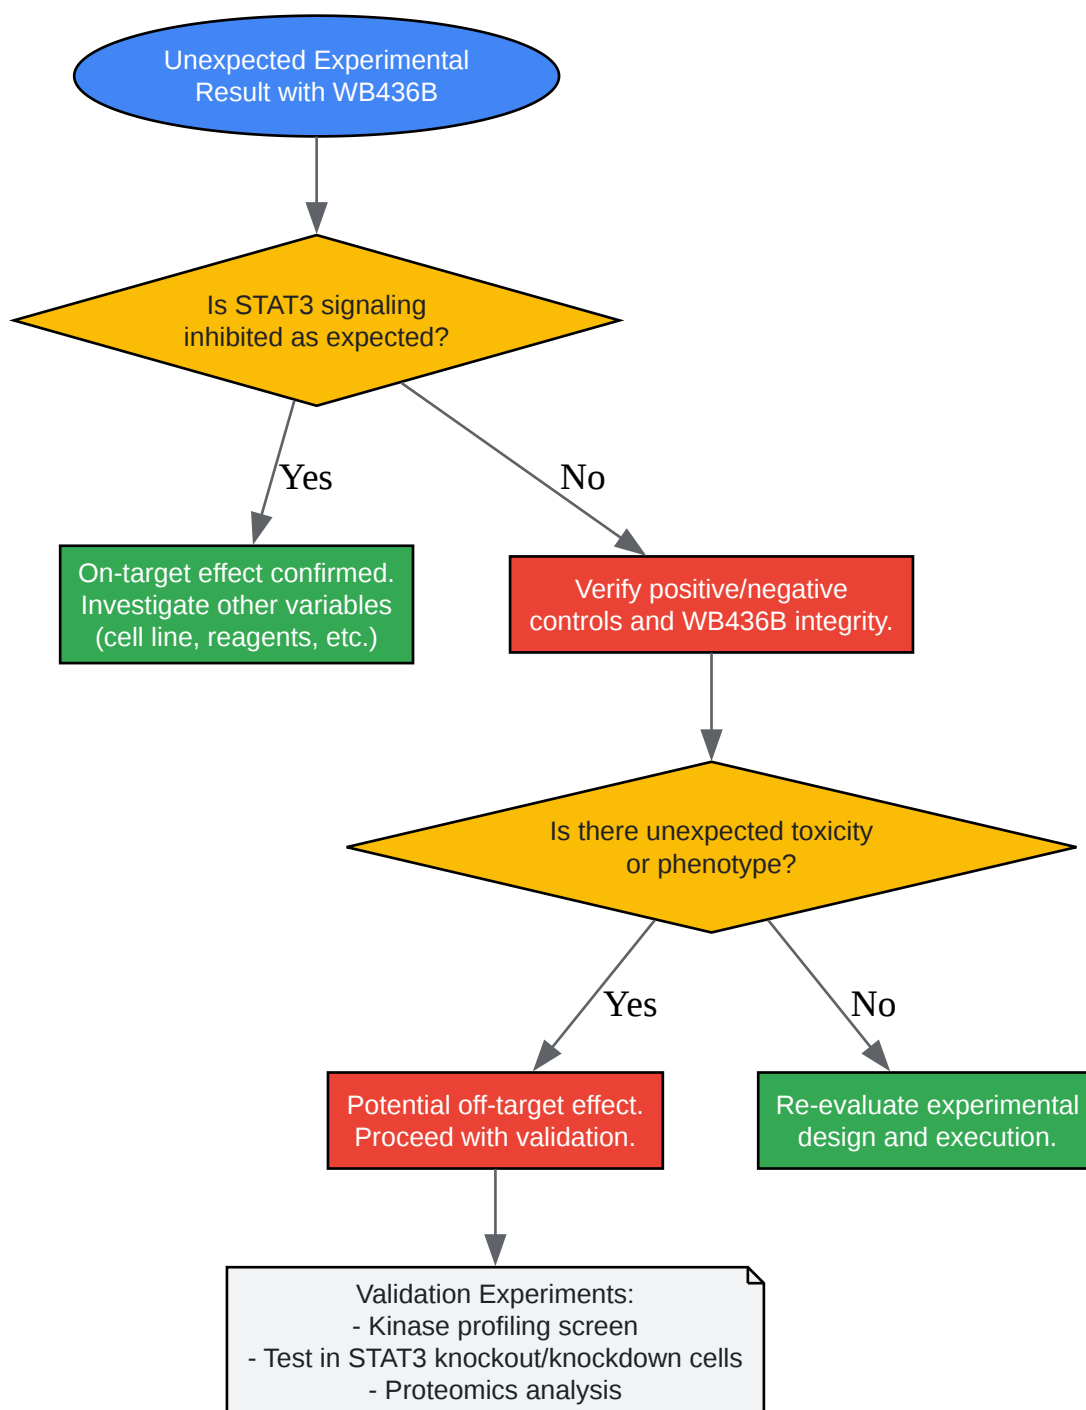 Unexpected Experimental
Result with WB436B
Is STAT3 signaling
inhibited as expected?
Yes
No
On-target effect confirmed.
Investigate other variables
(cell line, reagents, etc.)
Verify positive/negative
controls and WB436B integrity.
Is there unexpected toxicity
or phenotype?
Yes
No
Potential off-target effect.
Proceed with validation.
Re-evaluate experimental
design and execution.
Validation Experiments:
- Kinase profiling screen
- Test in STAT3 knockout/knockdown cells
- Proteomics analysis